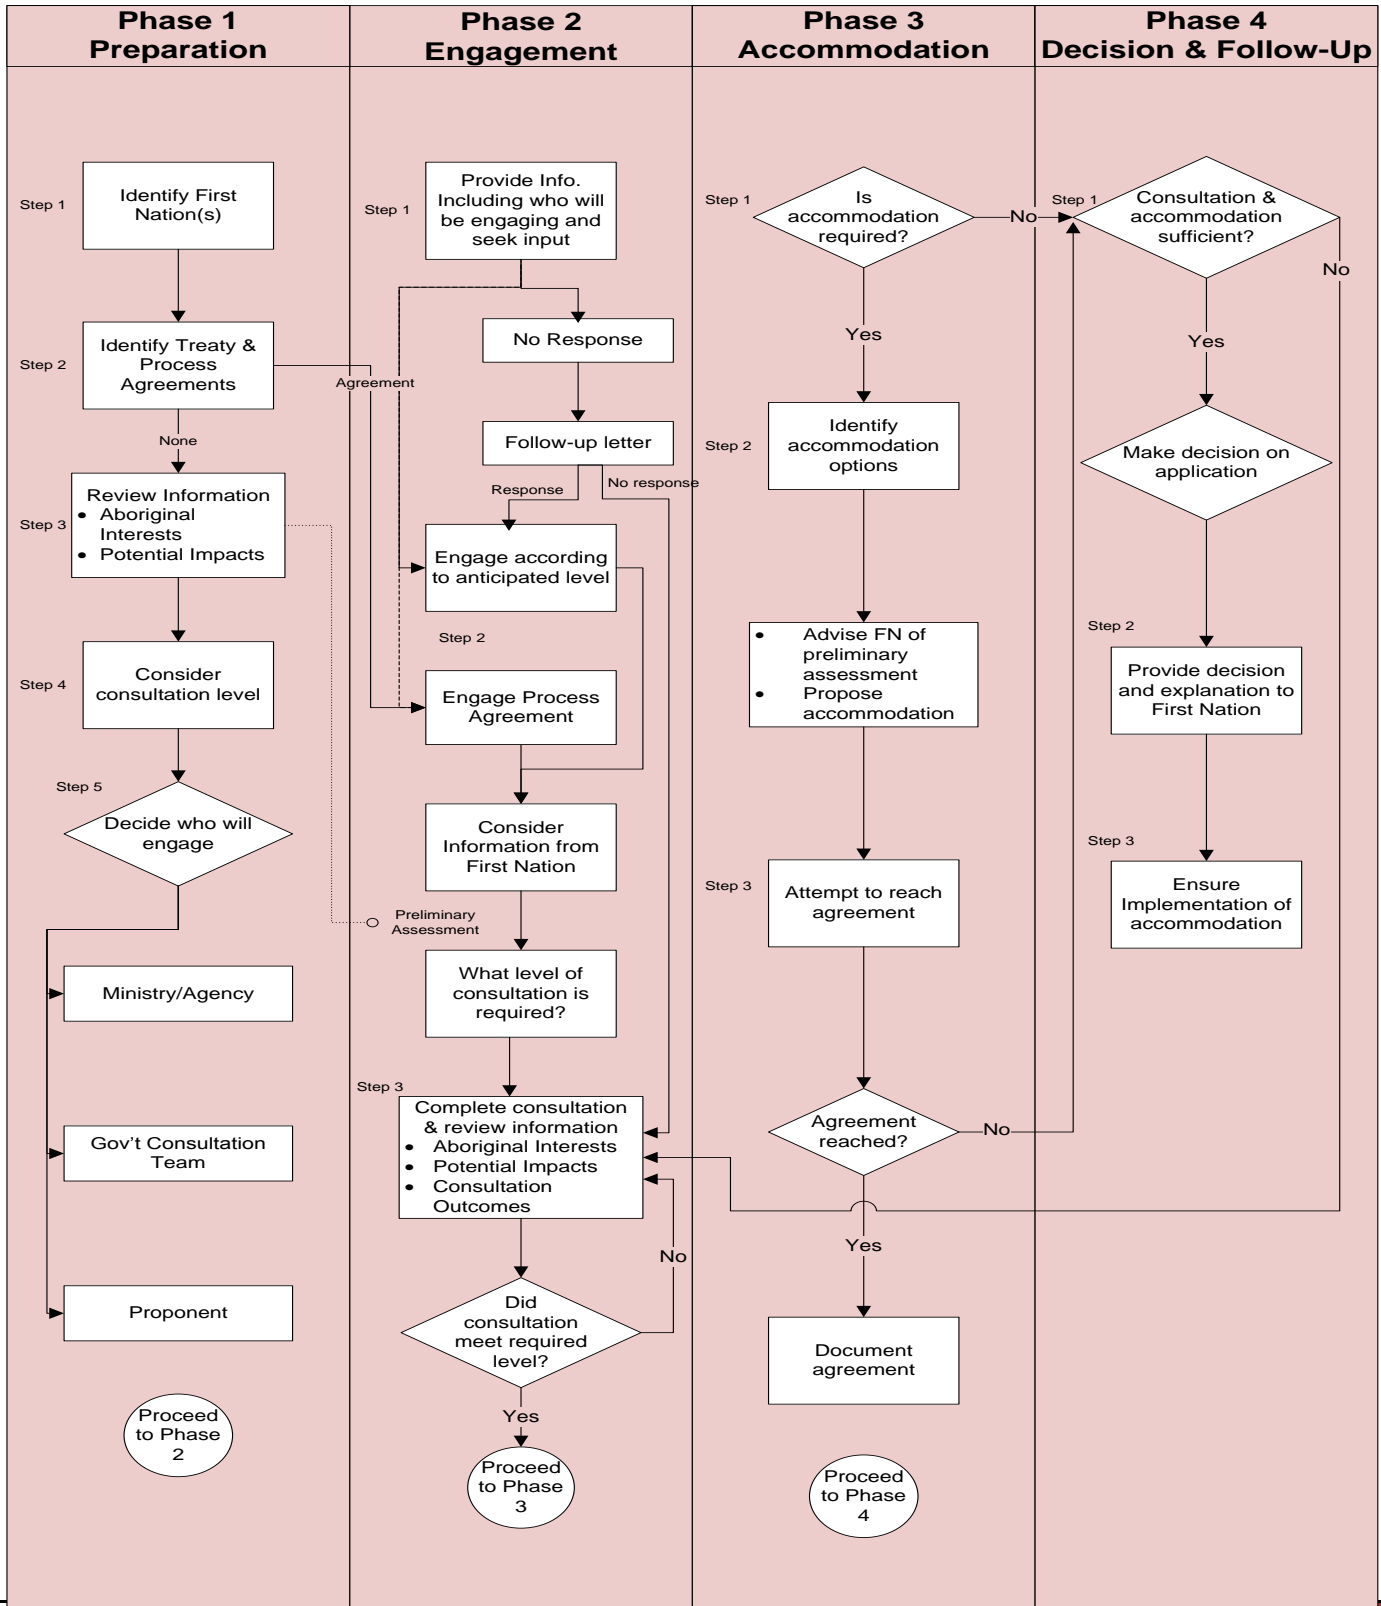 Phase 1
Preparation
Step 1
Identify First
Nation(s)
Step 2
Identify Treaty &
Process
Agreements
Agreement
None
Step 3
Review Information
• Aboriginal
Interests
• Potential Impacts
Step 4
Consider
consultation level
Step 5
Decide who will
engage
Ministry/Agency
Gov't Consultation
Team
Proponent
Proceed
to Phase
2
Phase 2
Engagement
Step 1
Provide Info.
Including who will
be engaging and
seek input
No Response
Follow-up letter
Response
No response
Engage according
to anticipated level
Step 2
Engage Process
Agreement
Consider
Information from
First Nation
Preliminary
Assessment
What level of
consultation is
required?
Step 3
Complete consultation
& review information
• Aboriginal Interests
• Potential Impacts
• Consultation
Outcomes
No
Did
consultation
meet required
level?
Yes
Proceed
to Phase
3
Phase 3
Accommodation
Step 1
Is
accommodation
required?
No
Yes
Step 2
Identify
accommodation
options
• Advise FN of
preliminary
assessment
• Propose
accommodation
Step 3
Attempt to reach
agreement
Agreement
reached?
No
Yes
Document
agreement
Proceed
to Phase
4
Phase 4
Decision & Follow-Up
Step 1
Consultation &
accommodation
sufficient?
No
Yes
Make decision on
application
Step 2
Provide decision
and explanation to
First Nation
Step 3
Ensure
Implementation of
accommodation